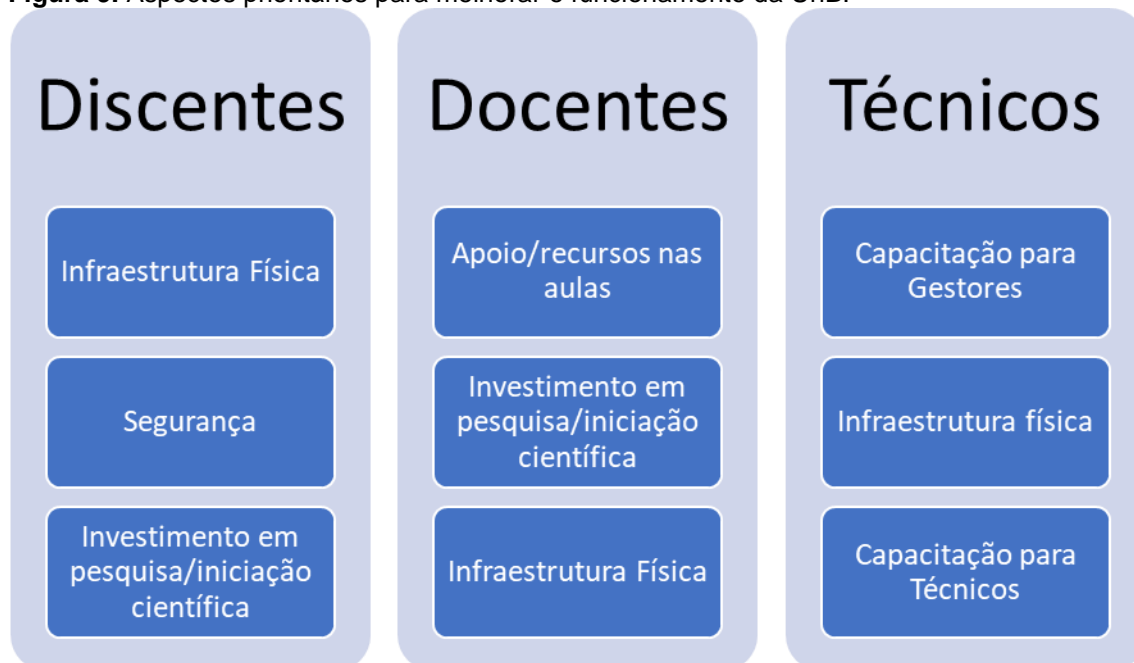 Discentes
Infraestrutura Física
Segurança
Investimento em
pesquisa/iniciação
científica
Docentes
Apoio/recursos nas
aulas
Investimento em
pesquisa/iniciação
científica
Infraestrutura Física
Técnicos
Capacitação para
Gestores
Infraestrutura física
Capacitação para
Técnicos